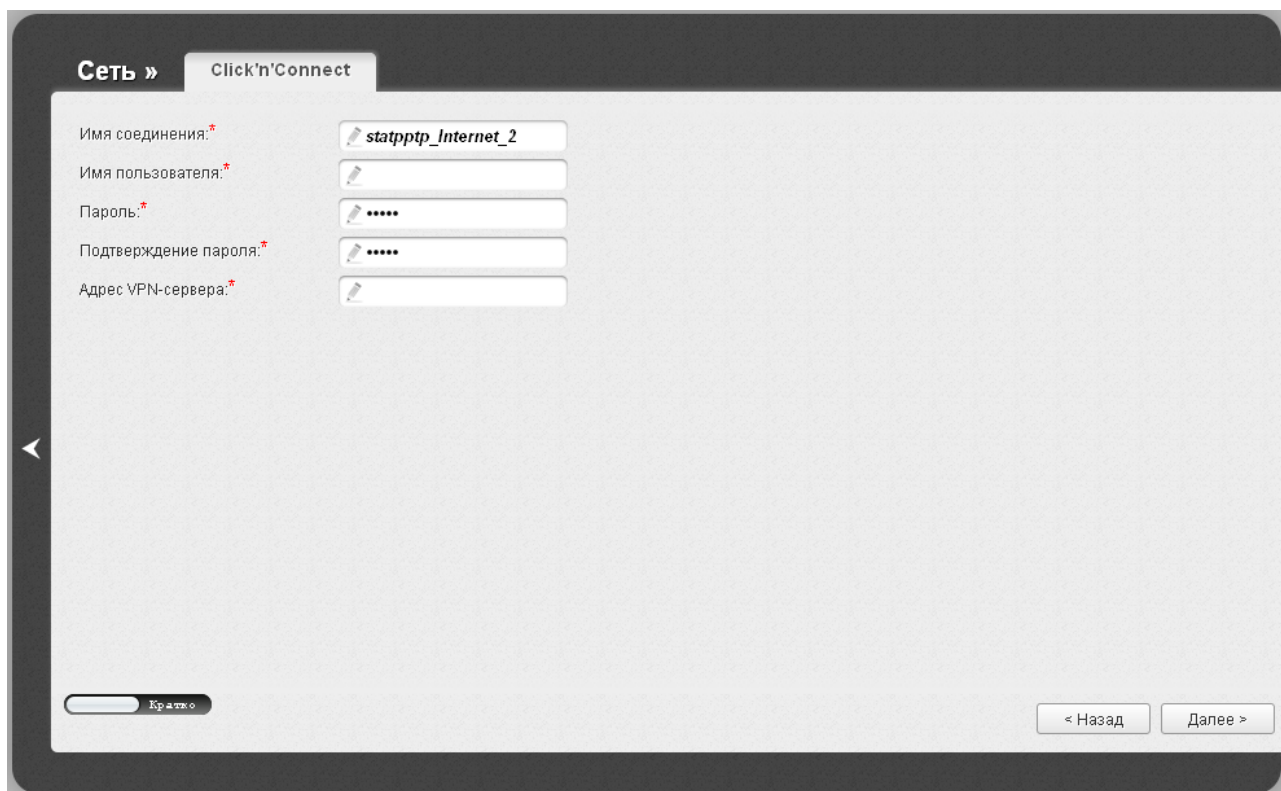 Сеть » Click'n'Connect
Имя соединения:* statpptp_Internet_2
Имя пользователя:*
Пароль:* •••••
Подтверждение пароля:* •••••
Адрес VPN-сервера:*
Кратко
< Назад Далее >